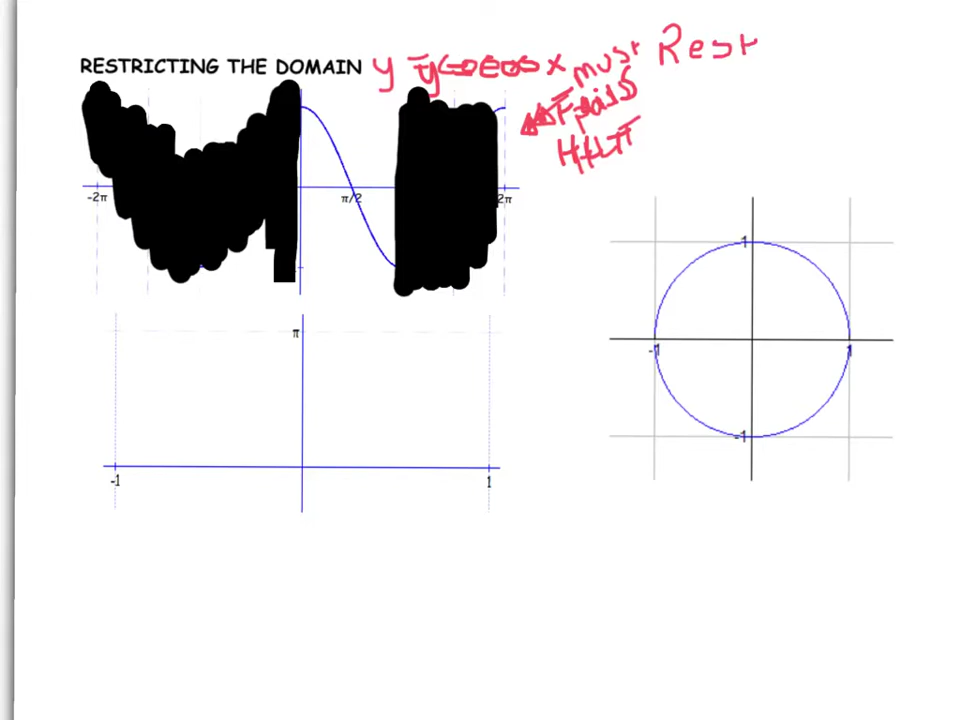 RESTRICTING THE DOMAIN y = cos x must Rest
Fails
HLT
-2π π/2 2π
1
π
-1 1
-1
-1 1